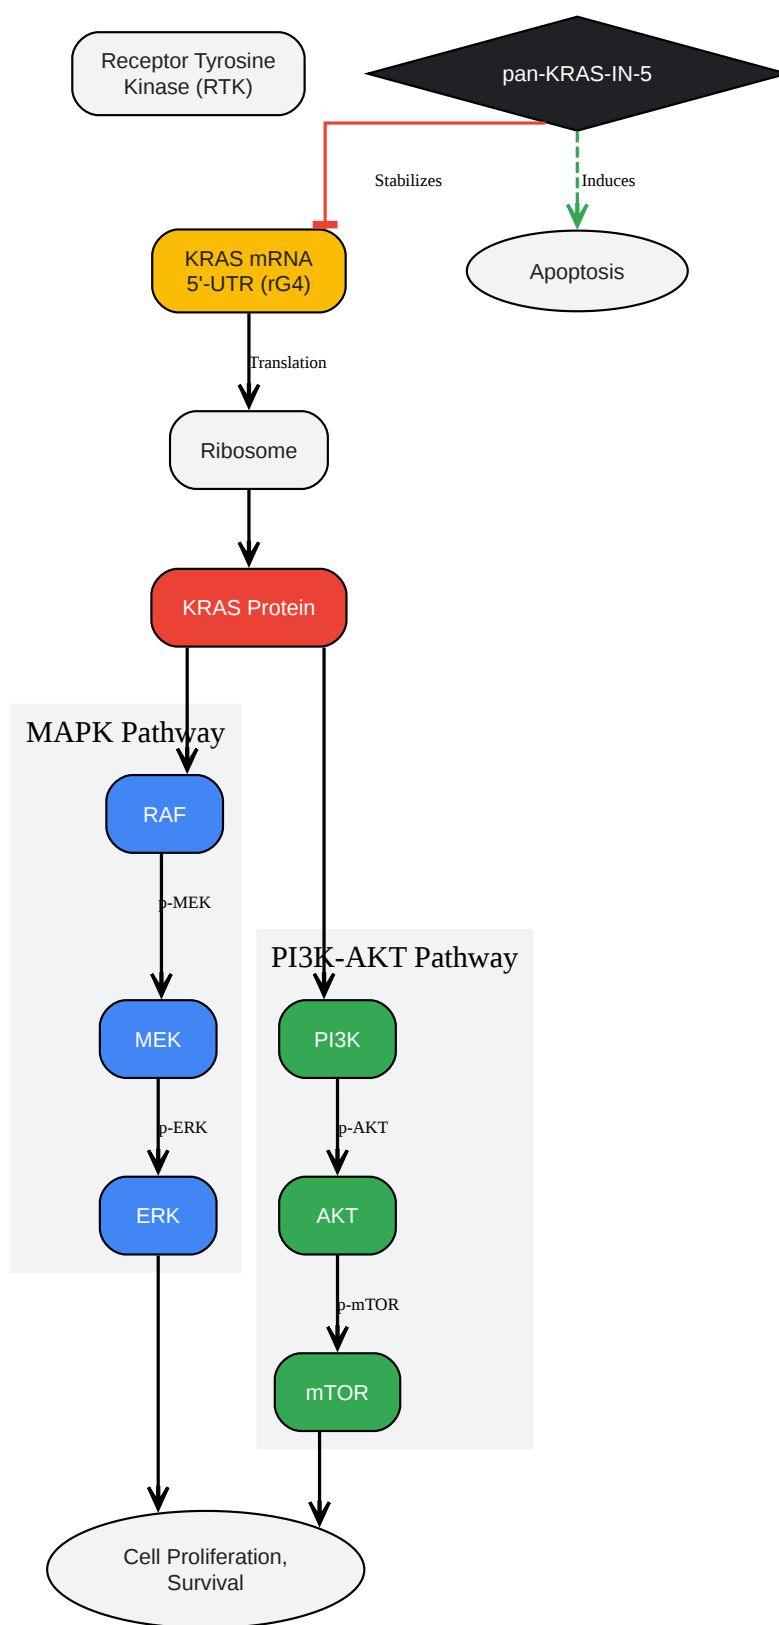 Receptor Tyrosine
Kinase (RTK)
pan-KRAS-IN-5
Stabilizes
Induces
KRAS mRNA
5'-UTR (rG4)
Apoptosis
Translation
Ribosome
KRAS Protein
MAPK Pathway
RAF
p-MEK
PI3K-AKT Pathway
MEK
PI3K
p-ERK
p-AKT
ERK
AKT
p-mTOR
mTOR
Cell Proliferation,
Survival